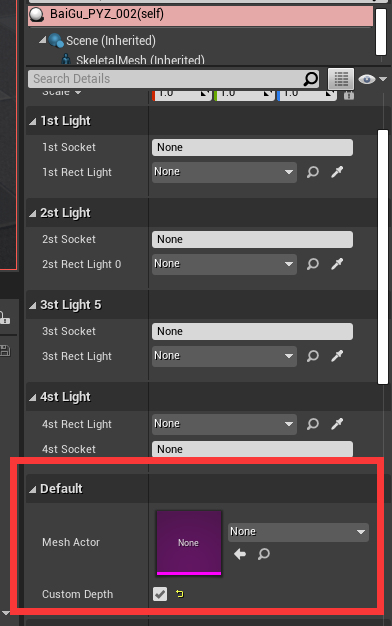 BaiGu_PYZ_002(self)
Scene (Inherited)
SkeletalMesh (Inherited)
Search Details
Scale 1.0 1.0 1.0
1st Light
1st Socket None
1st Rect Light None
2st Light
2st Socket None
2st Rect Light 0 None
3st Light 5
3st Socket None
3st Rect Light None
4st Light
4st Rect Light None
4st Socket None
Default
Mesh Actor None None
Custom Depth